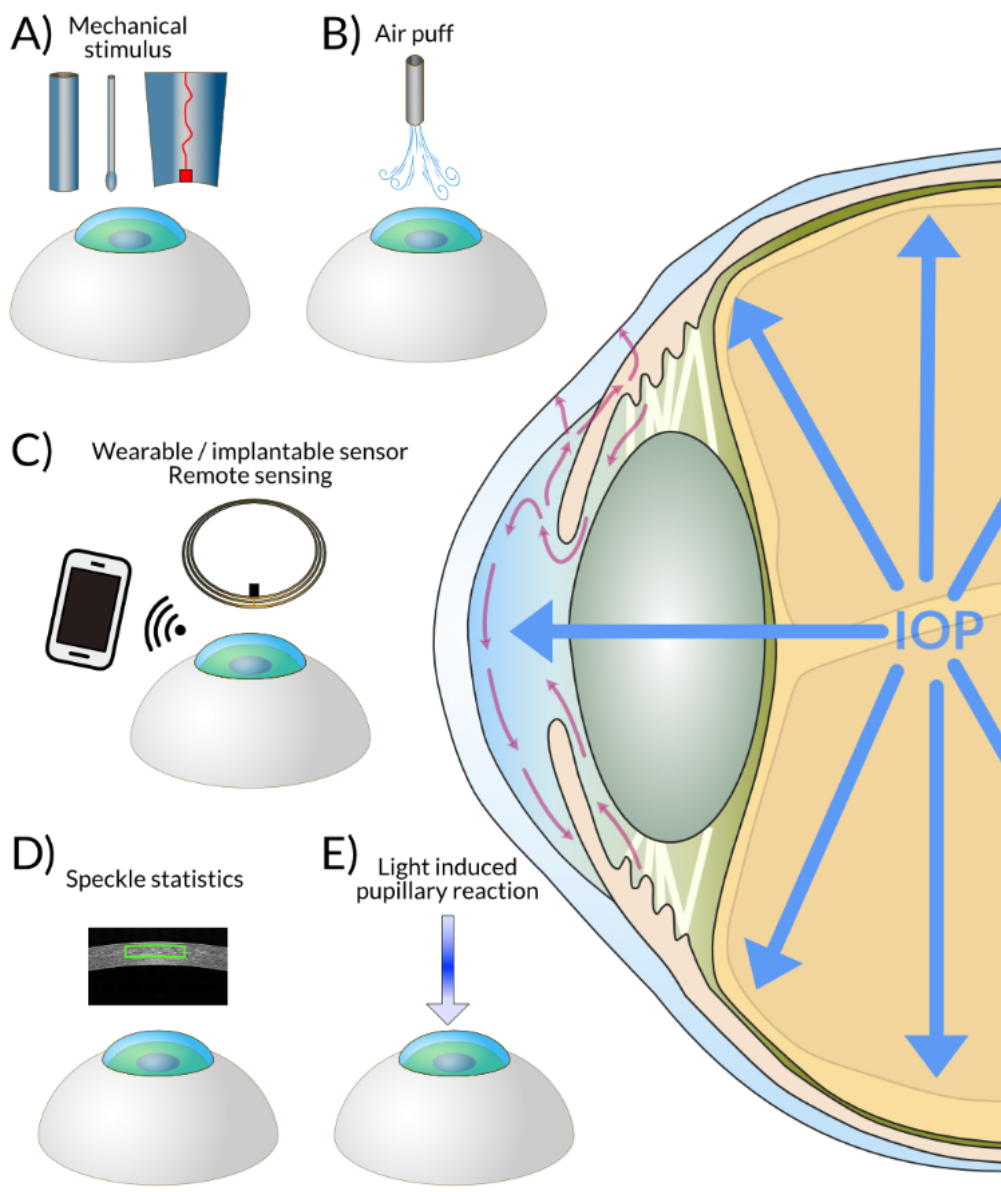 A) Mechanical
stimulus
B) Air puff
C) Wearable / implantable sensor
Remote sensing
IOP
D) Speckle statistics
E) Light induced
pupillary reaction